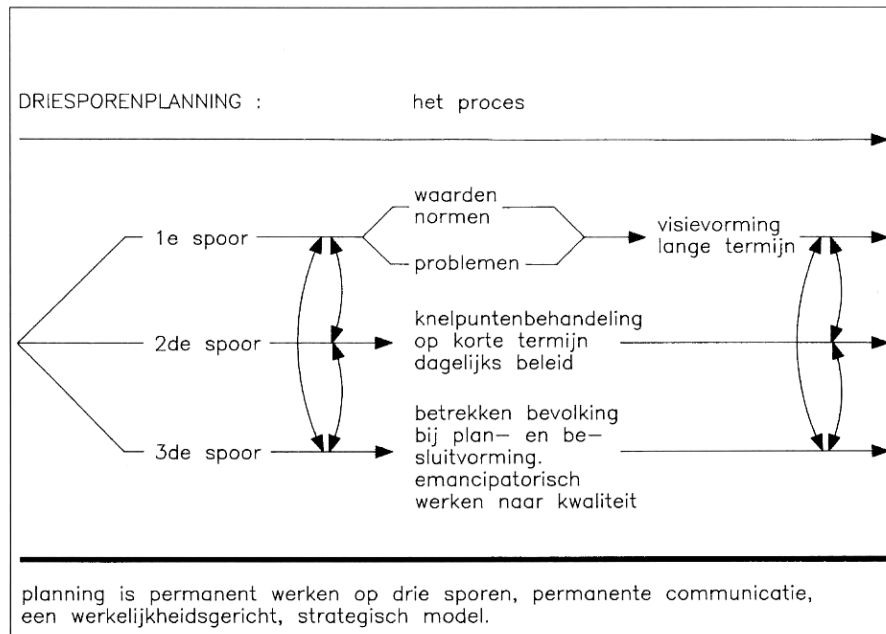 DRIESPORENPLANNING : het proces
waarden
normen
1e spoor
problemen
visievorming
lange termijn
2de spoor
knelpuntenbehandeling
op korte termijn
dagelijks beleid
3de spoor
betrekken bevolking
bij plan- en be-
sluitvorming.
emancipatorisch
werken naar kwaliteit
planning is permanent werken op drie sporen, permanente communicatie,
een werkelijkheidsgericht, strategisch model.